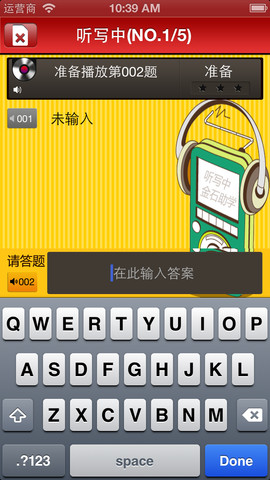 运营商 10:39 AM
听写中(NO.1/5)
准备播放第002题 准备
001 未输入
听写中
金石助学
请答题
002 在此输入答案
Q W E R T Y U I O P
A S D F G H J K L
Z X C V B N M
.?123 space Done